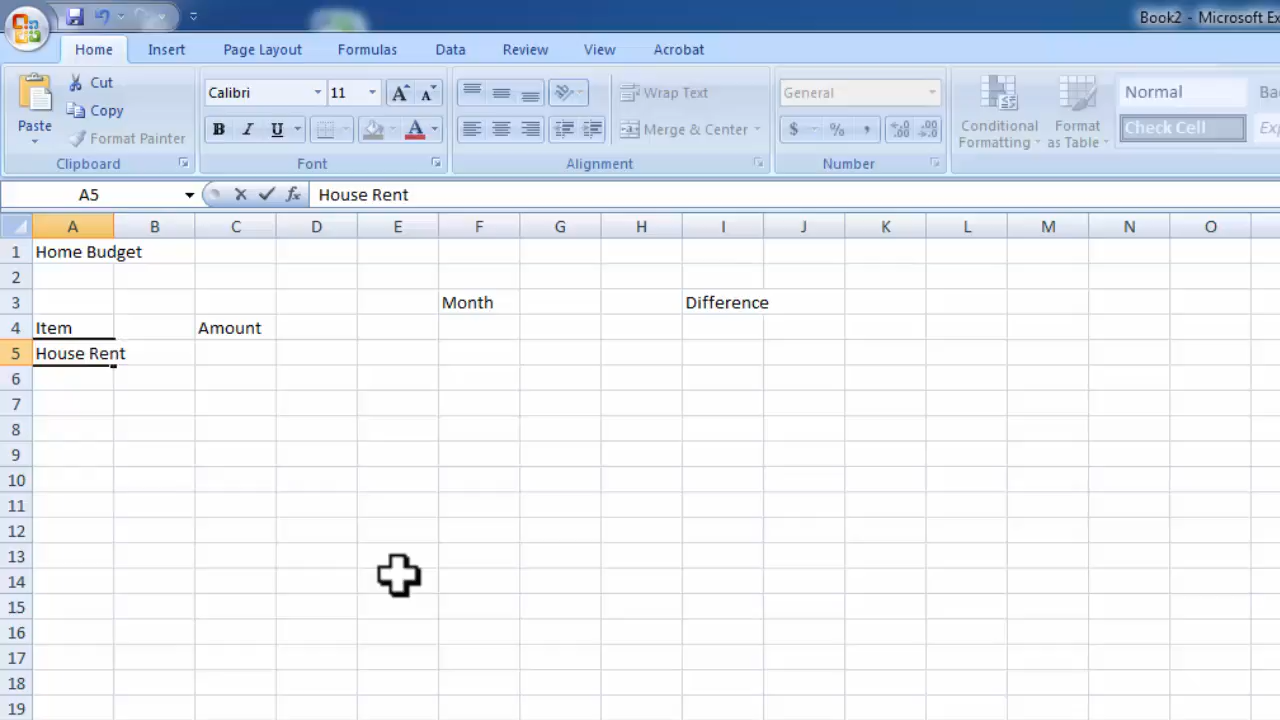 Book2 - Microsoft Ex
Home Insert Page Layout Formulas Data Review View Acrobat
Cut
Calibri 11 Wrap Text General Normal
Copy
Paste Format Painter B I U Merge & Center $ % , Conditional Formatting Format as Table Check Cell
Clipboard Font Alignment Number
A5 fx House Rent
A B C D E F G H I J K L M N O
1 Home Budget
2
3 Month Difference
4 Item Amount
5 House Rent
6
7
8
9
10
11
12
13
14
15
16
17
18
19